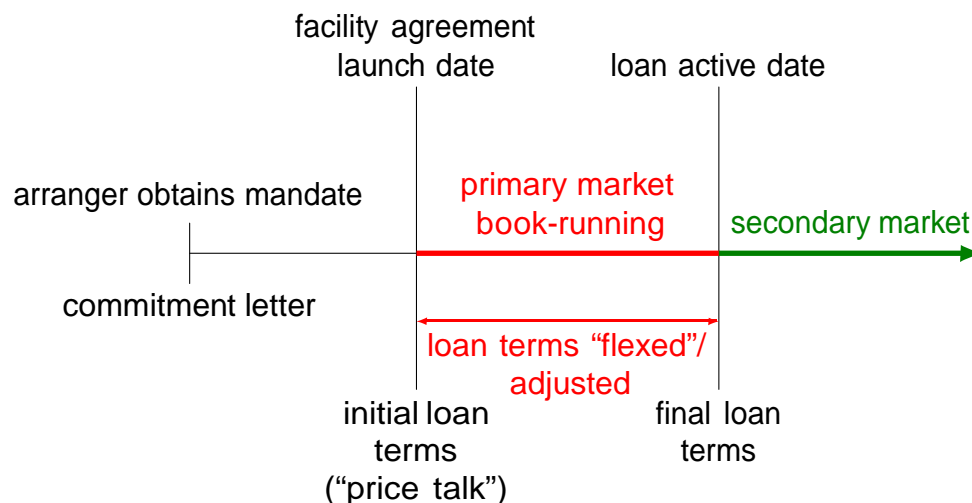 facility agreement
launch date
loan active date
arranger obtains mandate
primary market
book-running
secondary market
commitment letter
loan terms “flexed”/
adjusted
initial loan
terms
(“price talk”)
final loan
terms